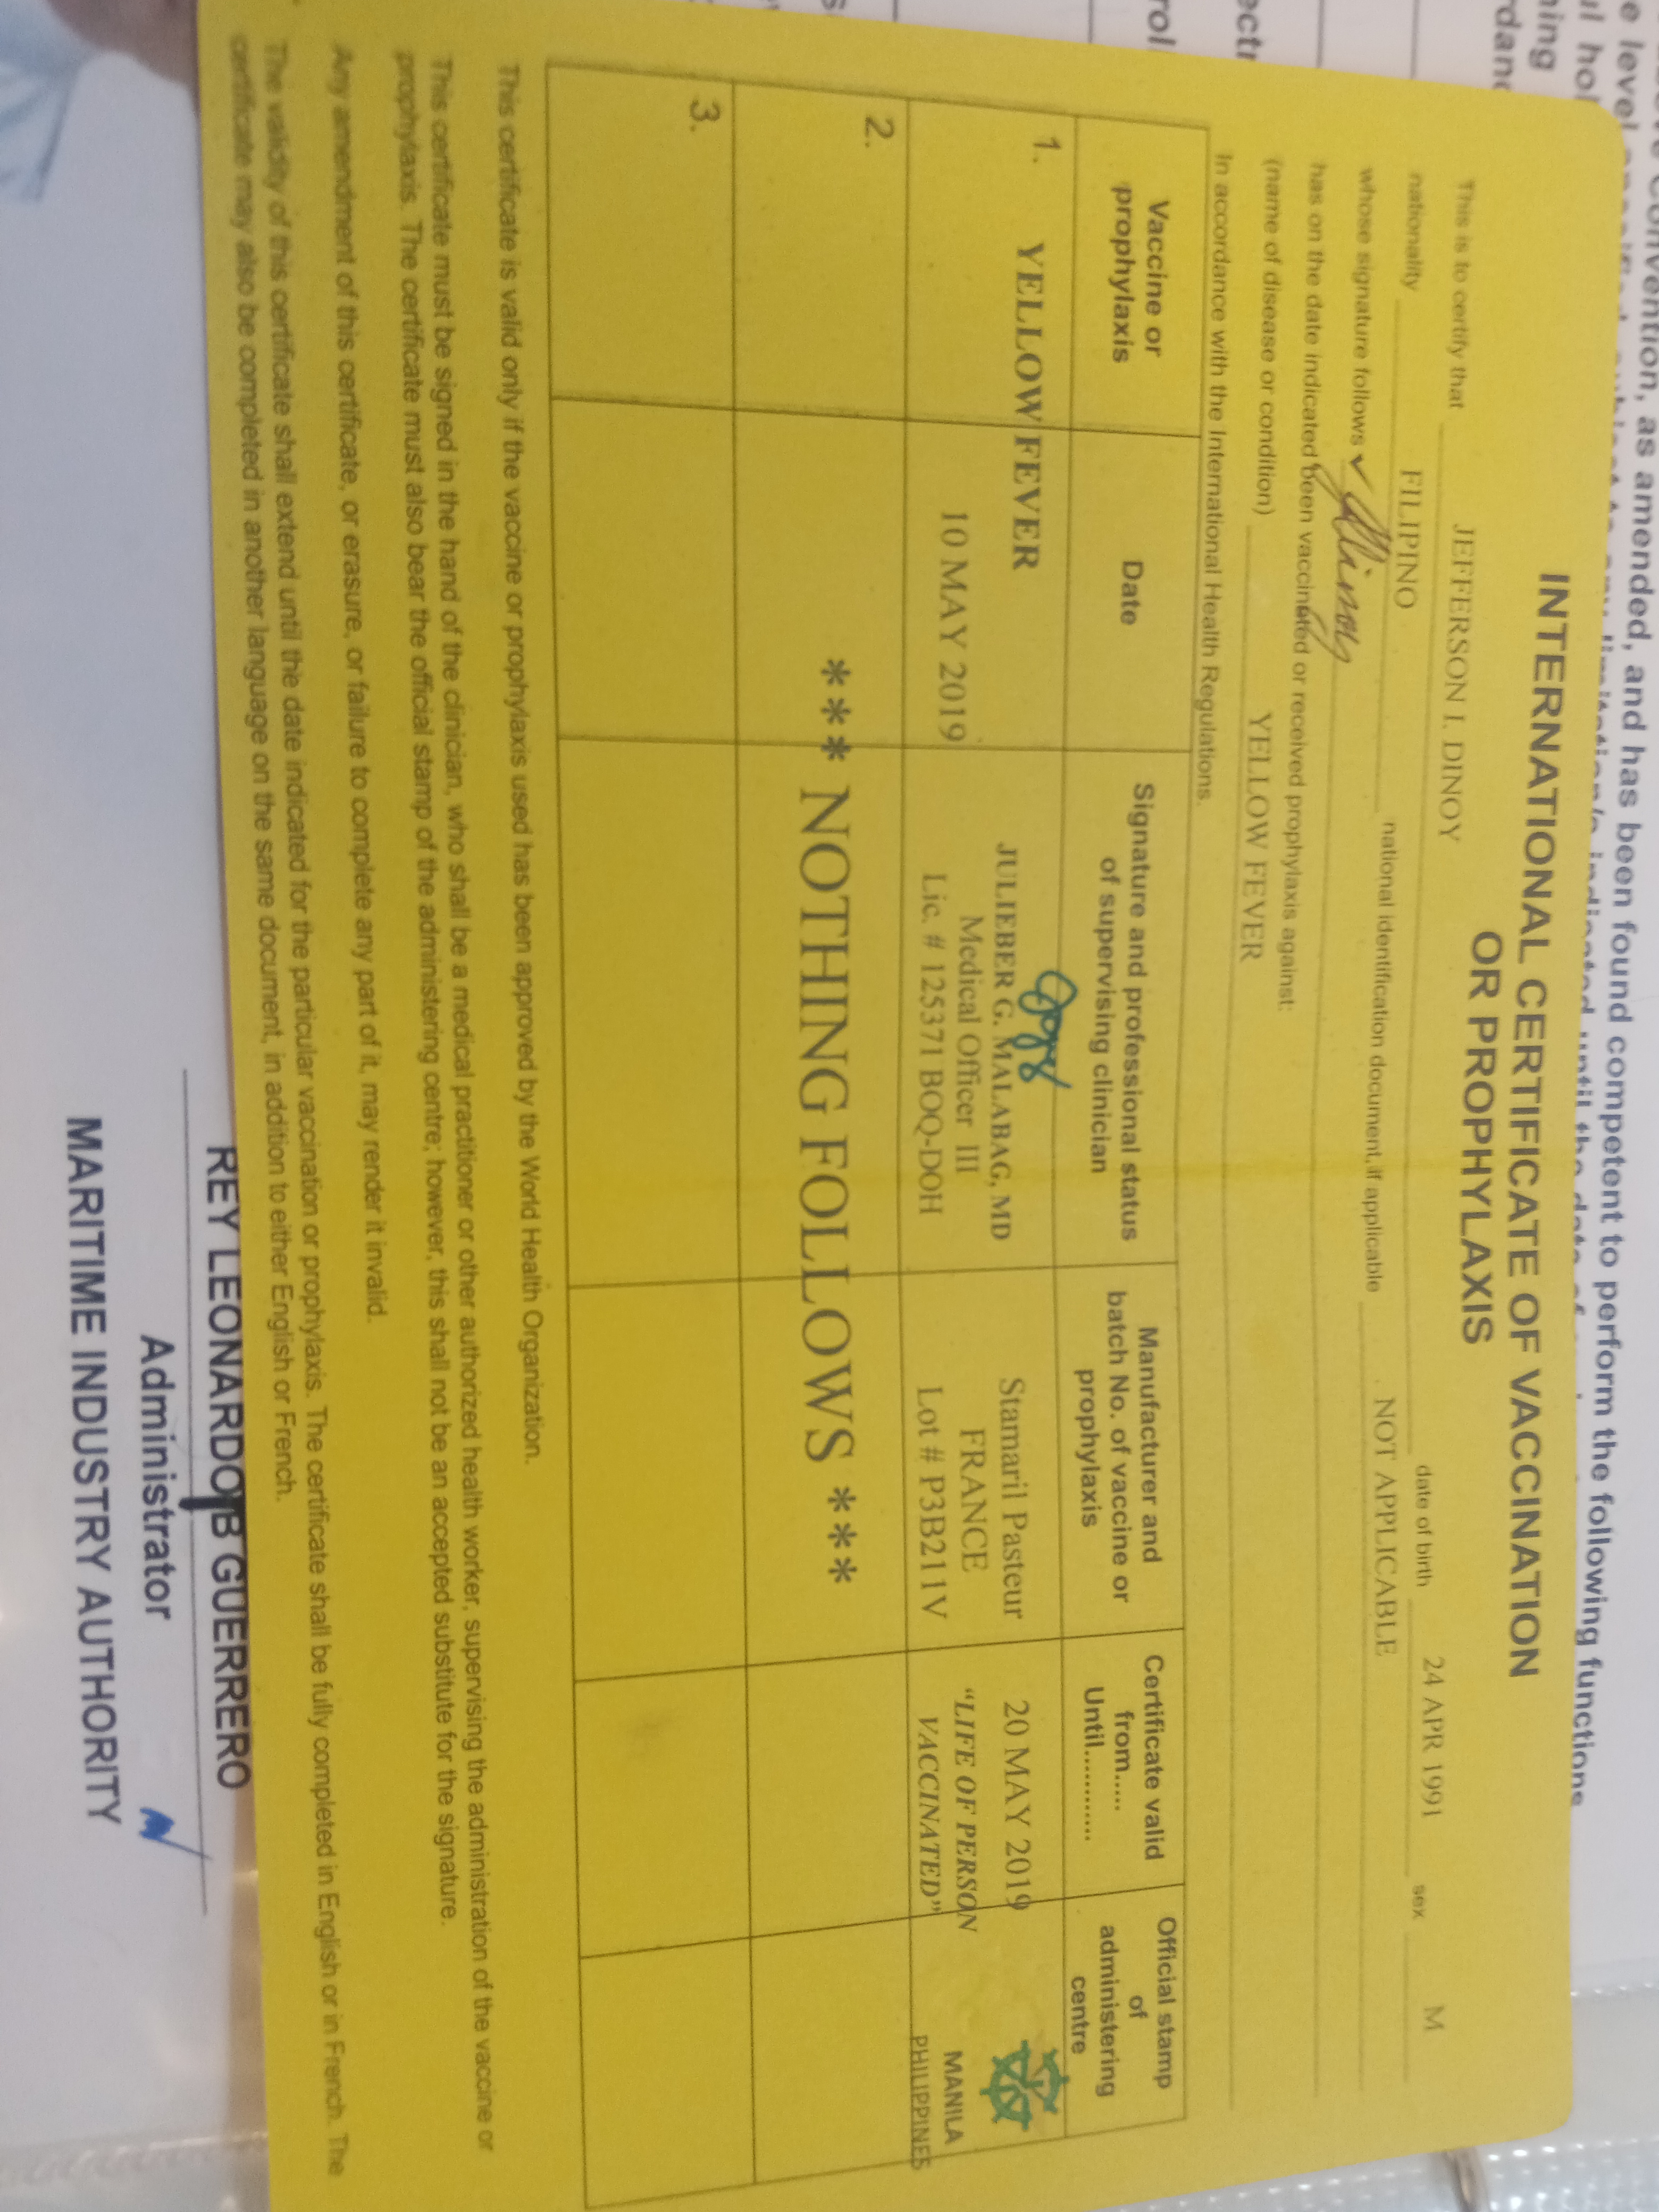 Convention, as amended, and has been found competent to perform the following functions
INTERNATIONAL CERTIFICATE OF VACCINATION
OR PROPHYLAXIS
This is to certify that JEFFERSON I. DINOY date of birth 24 APR 1991 sex M
nationality FILIPINO national identification document, if applicable NOT APPLICABLE
whose signature follows
has on the date indicated been vaccinated or received prophylaxis against:
(name of disease or condition) YELLOW FEVER
In accordance with the International Health Regulations.
Vaccine or
prophylaxis
Date
Signature and professional status
of supervising clinician
Manufacturer and
batch No. of vaccine or
prophylaxis
Certificate valid
from.....
Until...........
Official stamp
of
administering
centre
1. YELLOW FEVER
10 MAY 2019
JULIEBER G. MALABAG, MD
Medical Officer III
Lic. # 125371 BOQ-DOH
Stamaril Pasteur
FRANCE
Lot # P3B211V
20 MAY 2019
"LIFE OF PERSON
VACCINATED"
MANILA
PHILIPPINES
2.
*** NOTHING FOLLOWS ***
3.
This certificate is valid only if the vaccine or prophylaxis used has been approved by the World Health Organization.
This certificate must be signed in the hand of the clinician, who shall be a medical practitioner or other authorized health worker, supervising the administration of the vaccine or
prophylaxis. The certificate must also bear the official stamp of the administering centre; however, this shall not be an accepted substitute for the signature.
Any amendment of this certificate, or erasure, or failure to complete any part of it, may render it invalid.
The validity of this certificate shall extend until the date indicated for the particular vaccination or prophylaxis. The certificate shall be fully completed in English or in French. The
certificate may also be completed in another language on the same document, in addition to either English or French.
REY LEONARDO B GUERRERO
Administrator
MARITIME INDUSTRY AUTHORITY